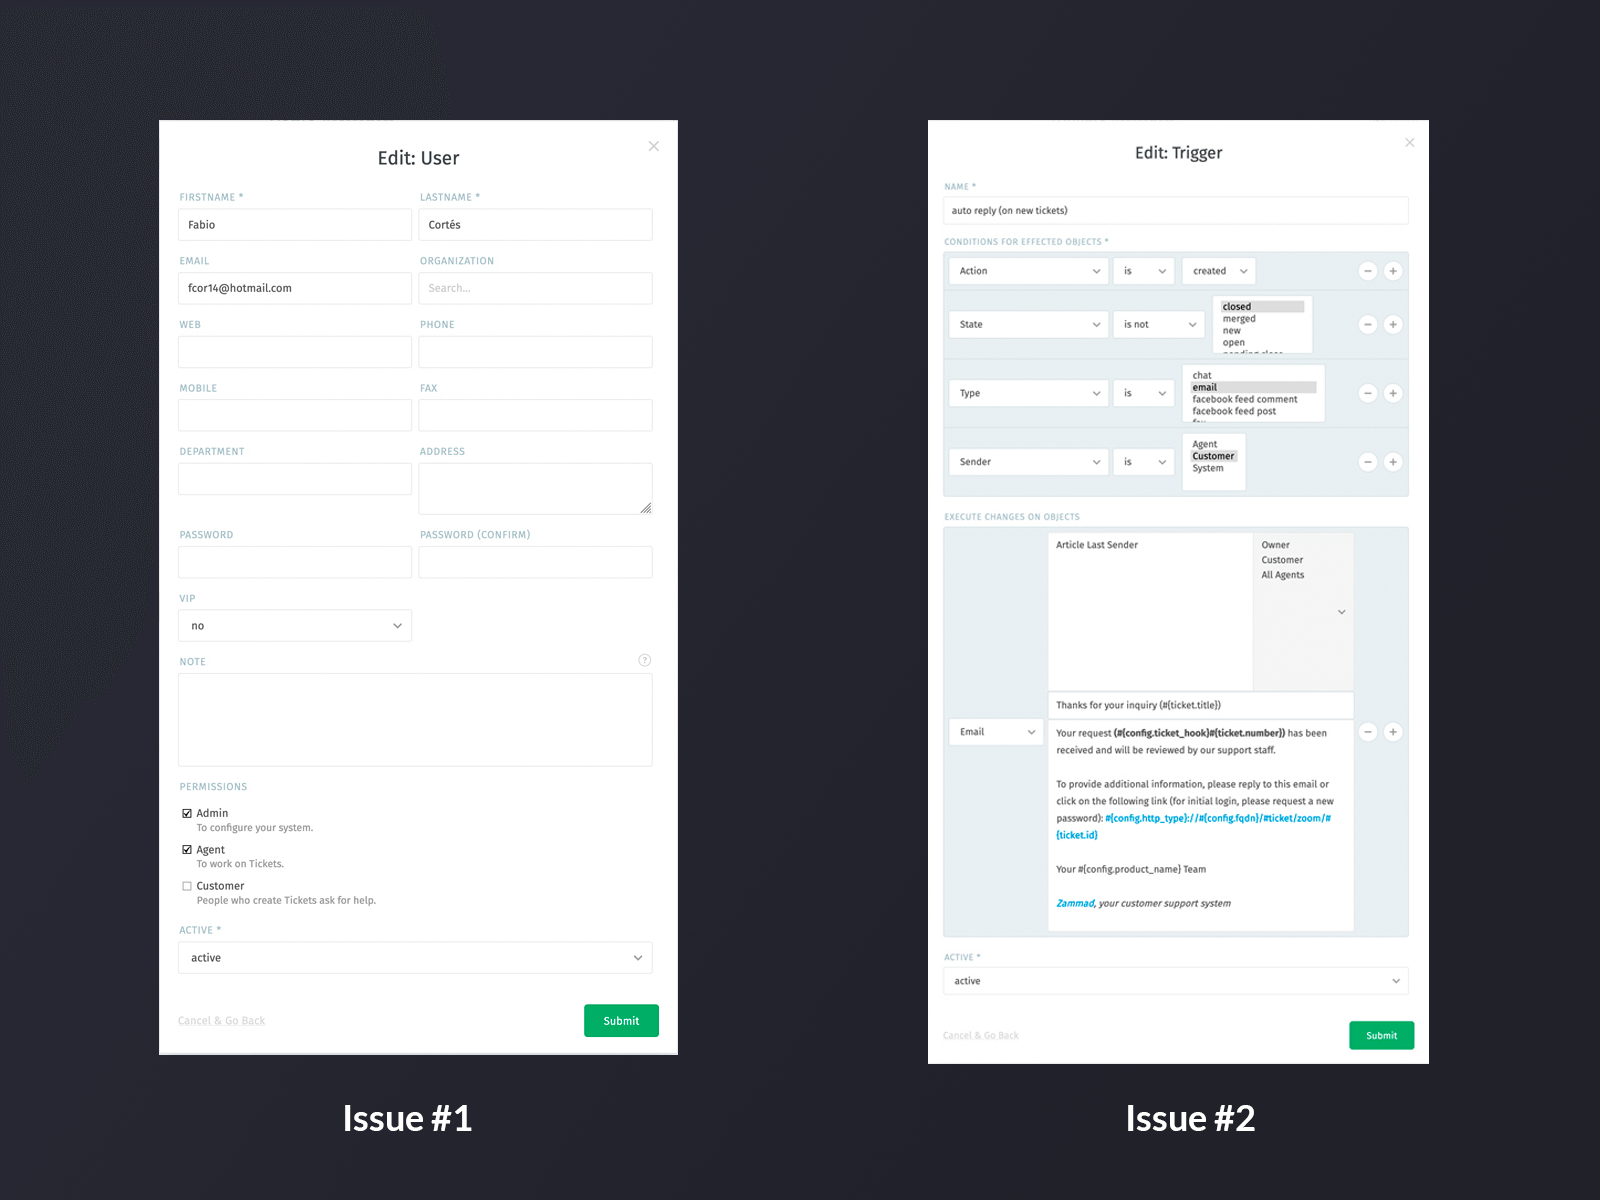 Edit: User
FIRSTNAME *
LASTNAME *
Fabio
Cortés
EMAIL
ORGANIZATION
fcor14@hotmail.com
Search...
WEB
PHONE
MOBILE
FAX
DEPARTMENT
ADDRESS
PASSWORD
PASSWORD (CONFIRM)
VIP
no
NOTE
?
PERMISSIONS
Admin
To configure your system.
Agent
To work on Tickets.
Customer
People who create Tickets ask for help.
ACTIVE *
active
Cancel & Go Back
Submit
Issue #1
Edit: Trigger
NAME *
auto reply (on new tickets)
CONDITIONS FOR EFFECTED OBJECTS *
Action
is
created
State
is not
closed
merged
new
open
pending close
Type
is
chat
email
facebook feed comment
facebook feed post
Sender
is
Agent
Customer
System
EXECUTE CHANGES ON OBJECTS
Email
Article Last Sender
Owner
Customer
All Agents
Thanks for your inquiry (#{ticket.title})
Your request (#{config.ticket_hook}#{ticket.number}) has been
received and will be reviewed by our support staff.
To provide additional information, please reply to this email or
click on the following link (for initial login, please request a new
password): #{config.http_type}://#{config.fqdn}/#ticket/zoom/#
{ticket.id}
Your #{config.product_name} Team
Zammad, your customer support system
ACTIVE *
active
Cancel & Go Back
Submit
Issue #2